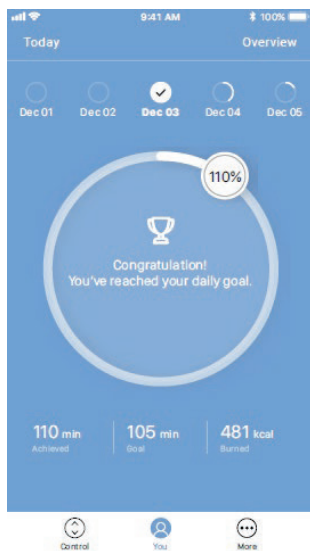 9:41 AM 100%
Today Overview
Dec 01 Dec 02 Dec 03 Dec 04 Dec 05
110%
Congratulation!
You've reached your daily goal.
110 min 105 min 481 kcal
Achieved Goal Burned
Control You More